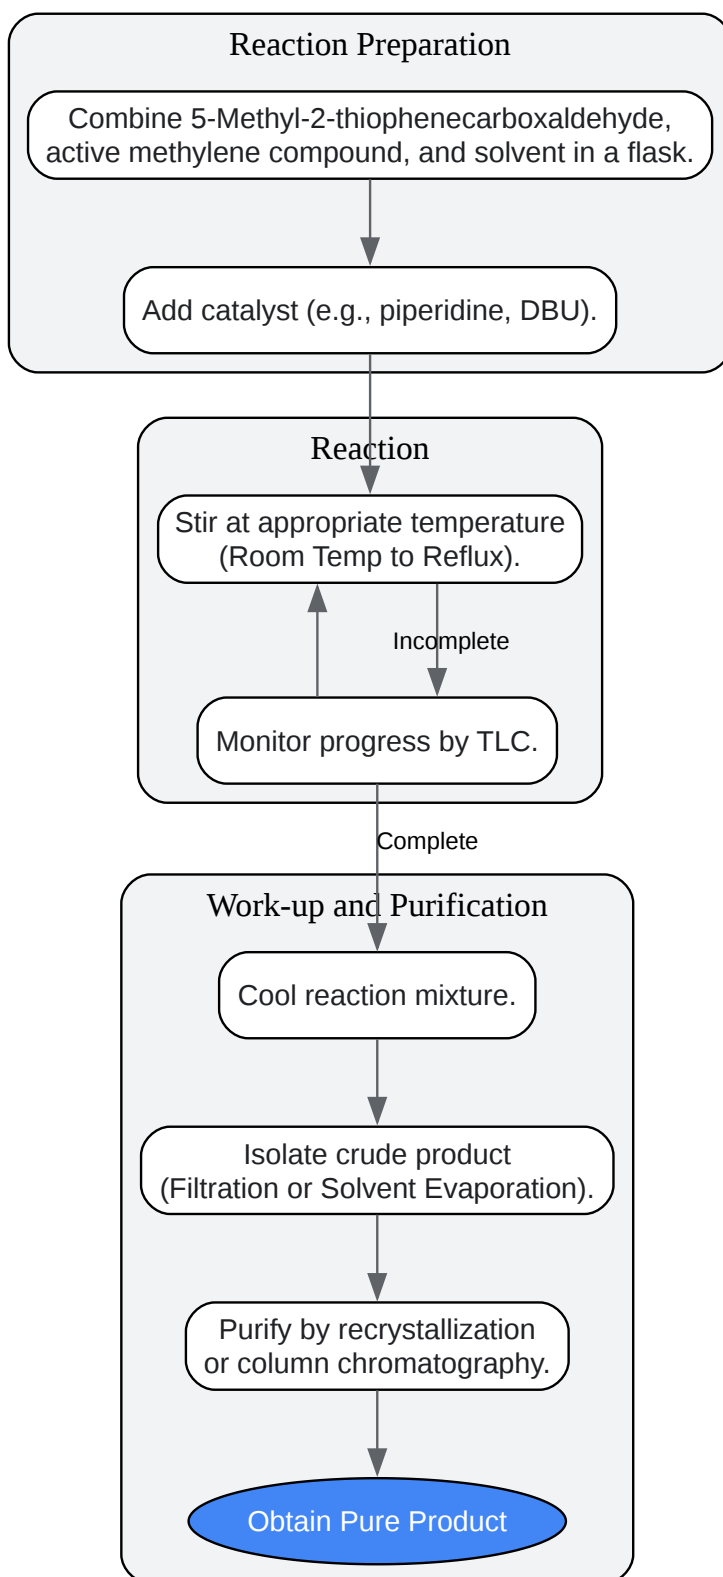 Reaction Preparation
Combine 5-Methyl-2-thiophenecarboxaldehyde,
active methylene compound, and solvent in a flask.
Add catalyst (e.g., piperidine, DBU).
Reaction
Stir at appropriate temperature
(Room Temp to Reflux).
Incomplete
Monitor progress by TLC.
Complete
Work-up and Purification
Cool reaction mixture.
Isolate crude product
(Filtration or Solvent Evaporation).
Purify by recrystallization
or column chromatography.
Obtain Pure Product